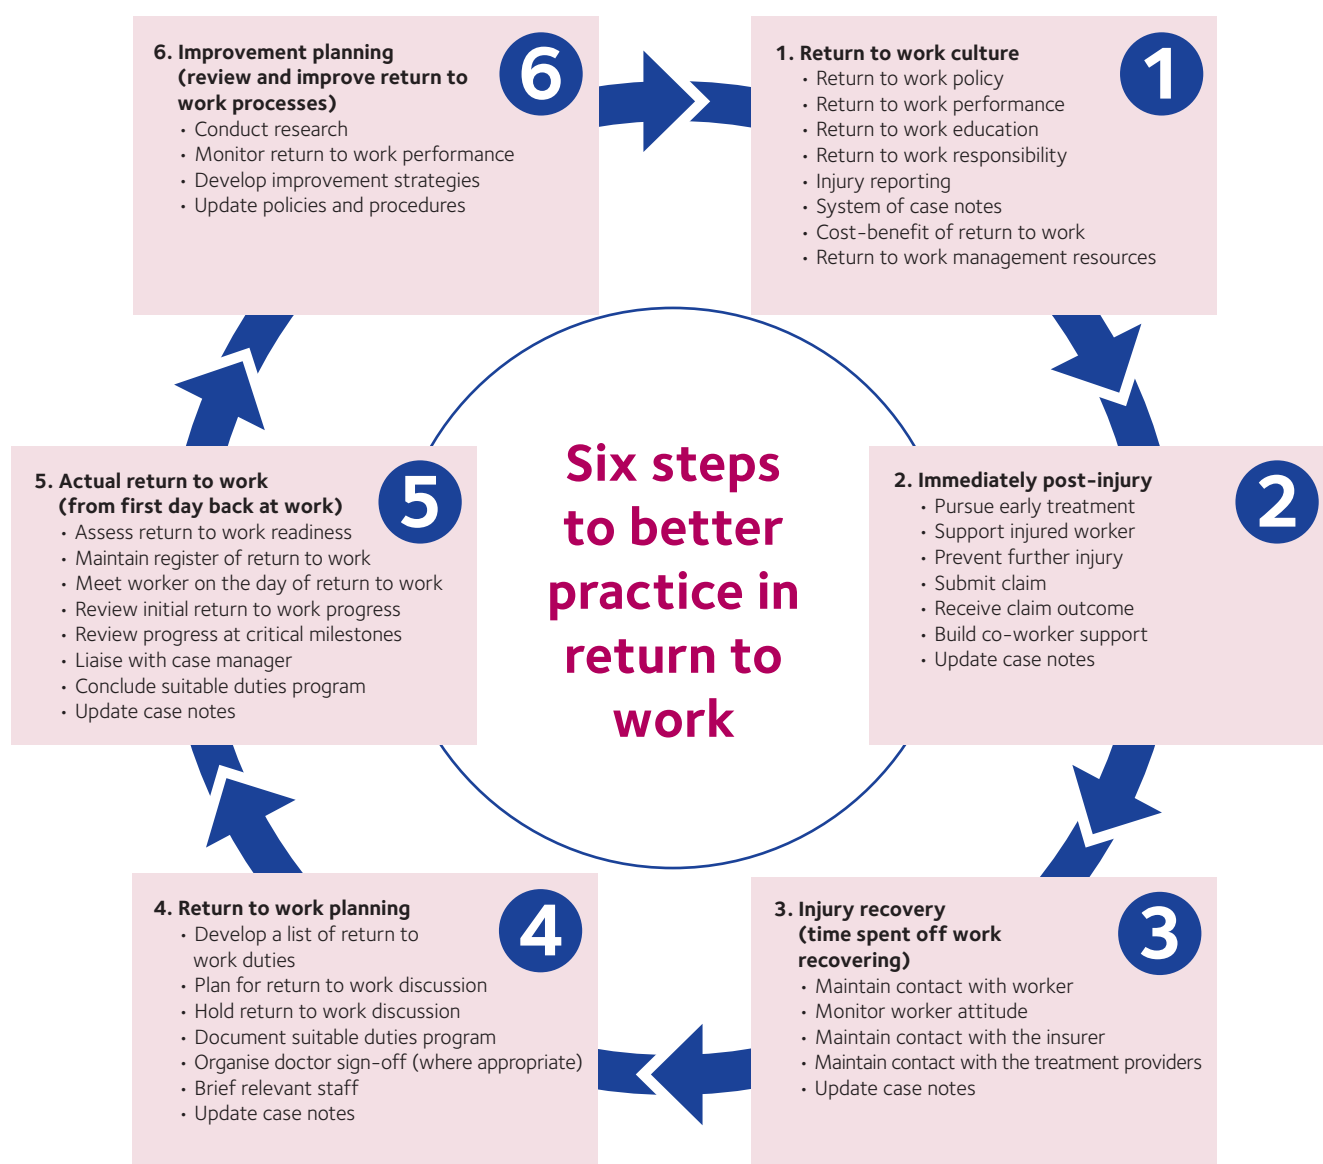 1. Return to work culture
• Return to work policy
• Return to work performance
• Return to work education
• Return to work responsibility
• Injury reporting
• System of case notes
• Cost-benefit of return to work
• Return to work management resources
1
2. Immediately post-injury
• Pursue early treatment
• Support injured worker
• Prevent further injury
• Submit claim
• Receive claim outcome
• Build co-worker support
• Update case notes
2
3. Injury recovery
(time spent off work
recovering)
• Maintain contact with worker
• Monitor worker attitude
• Maintain contact with the insurer
• Maintain contact with the treatment providers
• Update case notes
3
4. Return to work planning
• Develop a list of return to
work duties
• Plan for return to work discussion
• Hold return to work discussion
• Document suitable duties program
• Organise doctor sign-off (where appropriate)
• Brief relevant staff
• Update case notes
4
5. Actual return to work
(from first day back at work)
• Assess return to work readiness
• Maintain register of return to work
• Meet worker on the day of return to work
• Review initial return to work progress
• Review progress at critical milestones
• Liaise with case manager
• Conclude suitable duties program
• Update case notes
5
6. Improvement planning
(review and improve return to
work processes)
• Conduct research
• Monitor return to work performance
• Develop improvement strategies
• Update policies and procedures
6
Six steps
to better
practice in
return to
work